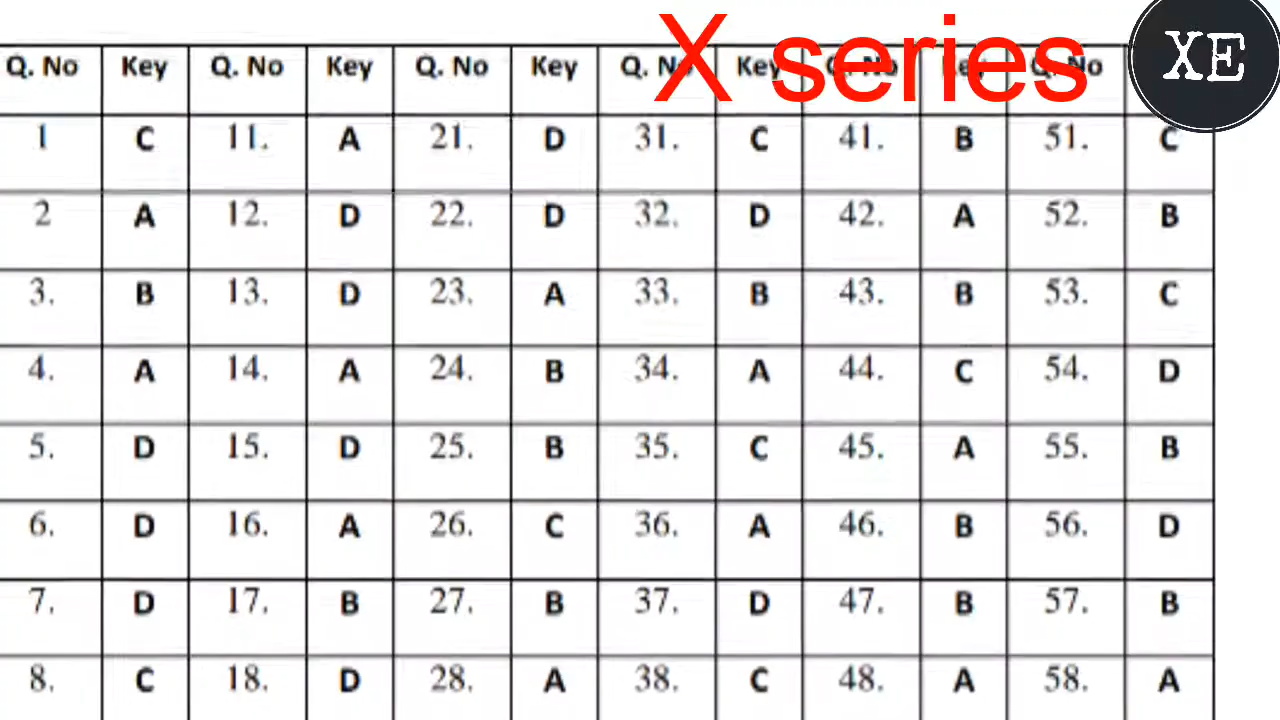 X series
XE
Q. No Key Q. No Key Q. No Key Q. No Key Q. No Key Q. No
1 C 11. A 21. D 31. C 41. B 51. C
2 A 12. D 22. D 32. D 42. A 52. B
3. B 13. D 23. A 33. B 43. B 53. C
4. A 14. A 24. B 34. A 44. C 54. D
5. D 15. D 25. B 35. C 45. A 55. B
6. D 16. A 26. C 36. A 46. B 56. D
7. D 17. B 27. B 37. D 47. B 57. B
8. C 18. D 28. A 38. C 48. A 58. A